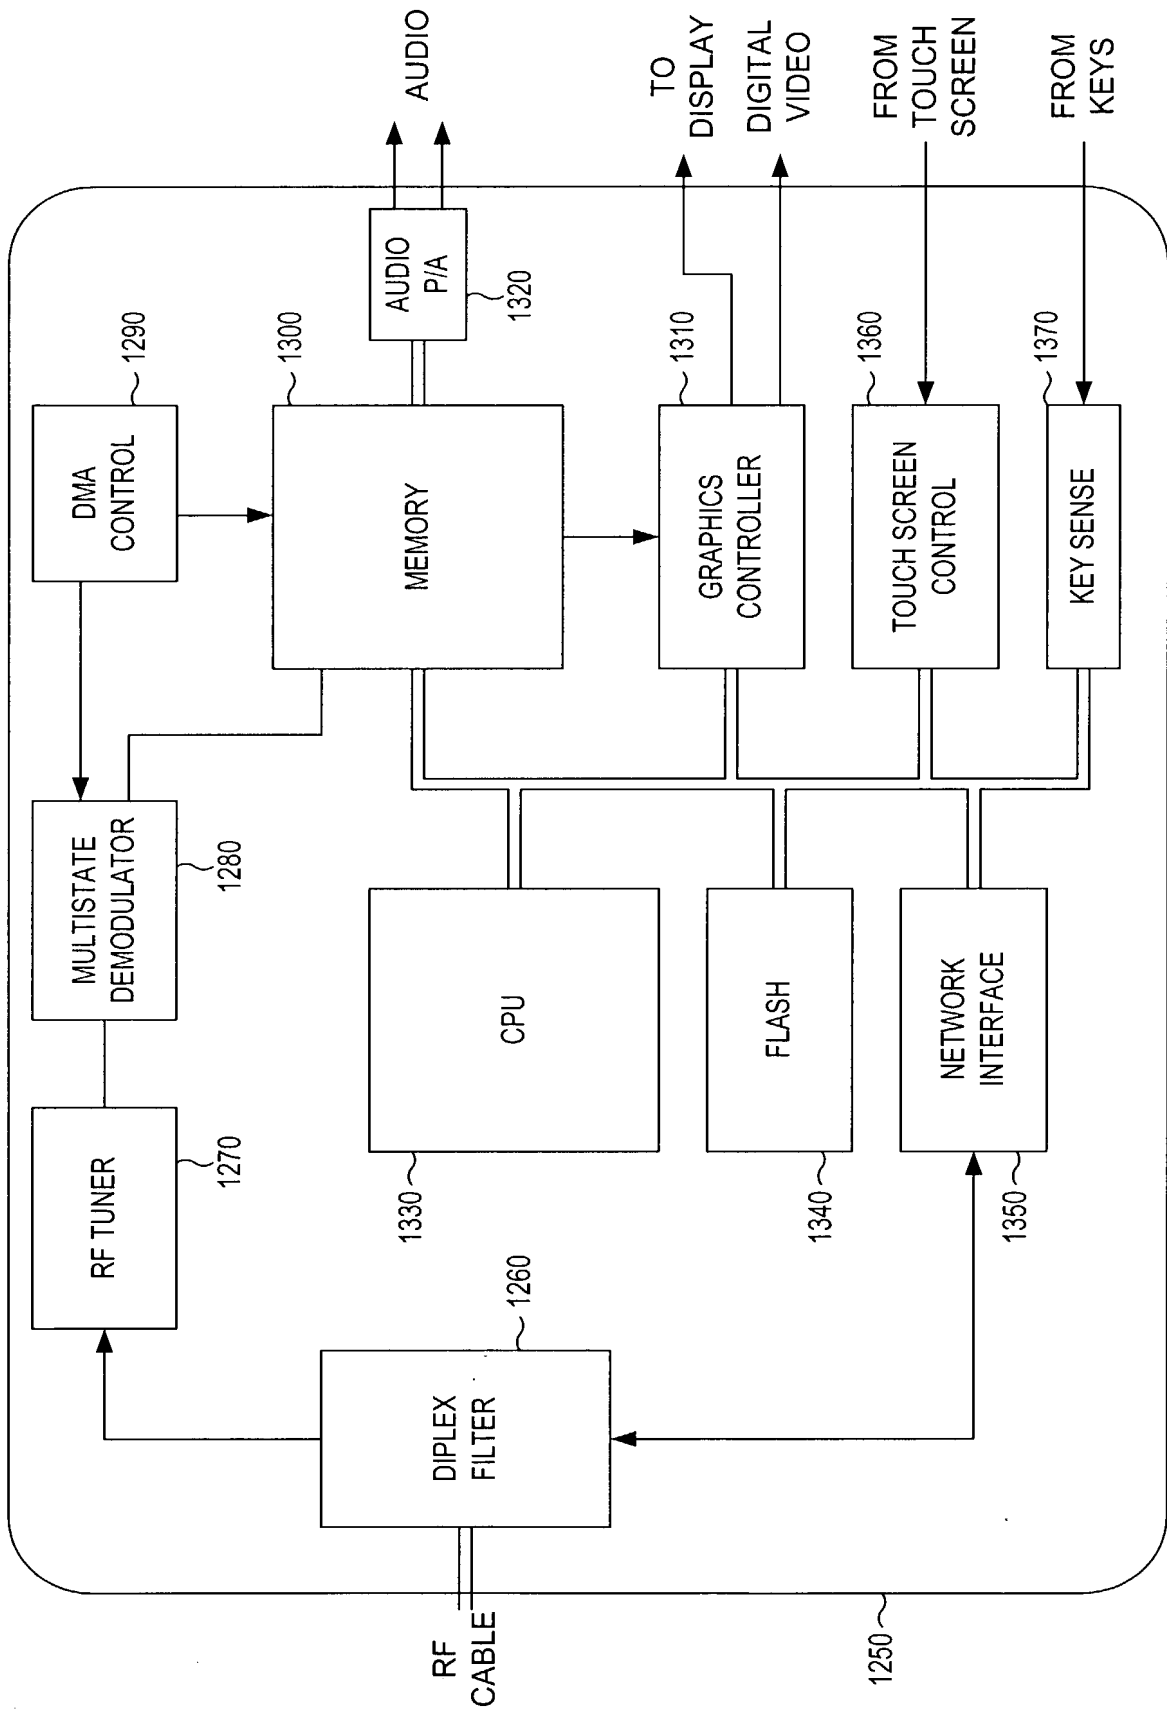 RF TUNER
1270
MULTISTATE
DEMODULATOR
1280
DMA
CONTROL
1290
RF
CABLE
DIPLEX
FILTER
1260
MEMORY
1300
AUDIO
P/A
1320
AUDIO
CPU
1330
GRAPHICS
CONTROLLER
1310
TO
DISPLAY
DIGITAL
VIDEO
FLASH
1340
TOUCH SCREEN
CONTROL
1360
FROM
TOUCH
SCREEN
NETWORK
INTERFACE
1350
KEY SENSE
1370
FROM
KEYS
1250